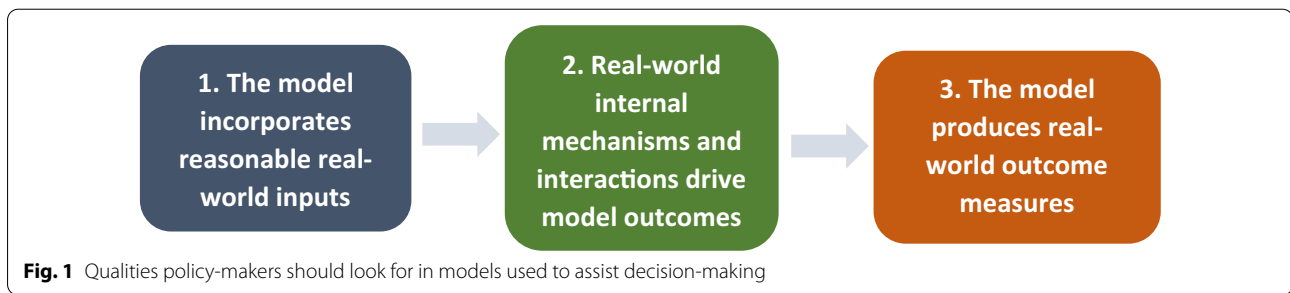 1. The model
incorporates
reasonable real-
world inputs
2. Real-world
internal
mechanisms and
interactions drive
model outcomes
3. The model
produces real-
world outcome
measures
Fig. 1 Qualities policy-makers should look for in models used to assist decision-making